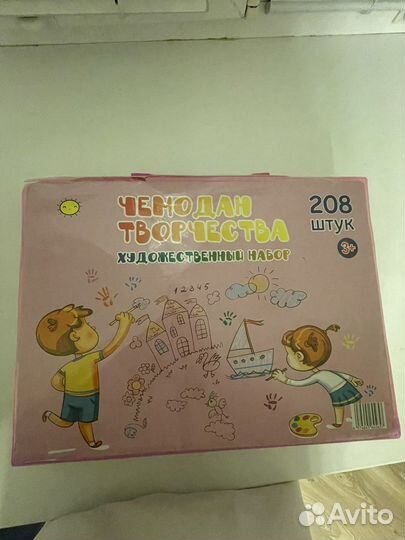 ЧЕМОДАН
ТВОРЧЕСТВА
ХУДОЖЕСТВЕННЫЙ НАБОР
208
ШТУК
3+
12345
Avito